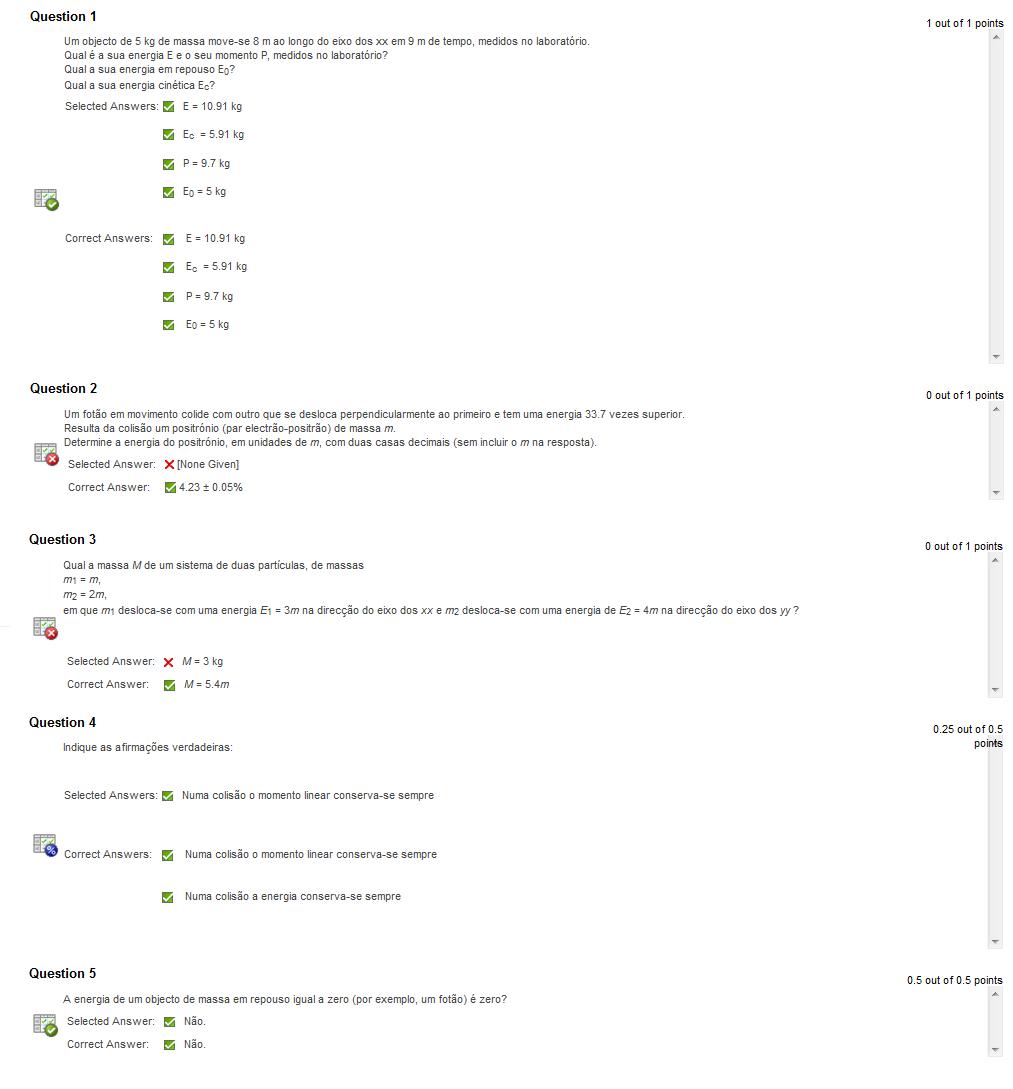 Question 1
1 out of 1 points
Um objecto de 5 kg de massa move-se 8 m ao longo do eixo dos xx em 9 m de tempo, medidos no laboratório.
Qual é a sua energia E e o seu momento P, medidos no laboratório?
Qual a sua energia em repouso E0?
Qual a sua energia cinética Ec?
Selected Answers: E = 10.91 kg
Ec = 5.91 kg
P = 9.7 kg
E0 = 5 kg
Correct Answers: E = 10.91 kg
Ec = 5.91 kg
P = 9.7 kg
E0 = 5 kg
Question 2
0 out of 1 points
Um fotão em movimento colide com outro que se desloca perpendicularmente ao primeiro e tem uma energia 33.7 vezes superior.
Resulta da colisão um positrónio (par electrão-positrão) de massa m.
Determine a energia do positrónio, em unidades de m, com duas casas decimais (sem incluir o m na resposta).
Selected Answer: [None Given]
Correct Answer: 4.23 ± 0.05%
Question 3
0 out of 1 points
Qual a massa M de um sistema de duas partículas, de massas
m1 = m,
m2 = 2m,
em que m1 desloca-se com uma energia E1 = 3m na direcção do eixo dos xx e m2 desloca-se com uma energia de E2 = 4m na direcção do eixo dos yy ?
Selected Answer: M = 3 kg
Correct Answer: M = 5.4m
Question 4
0.25 out of 0.5
points
Indique as afirmações verdadeiras:
Selected Answers: Numa colisão o momento linear conserva-se sempre
Correct Answers: Numa colisão o momento linear conserva-se sempre
Numa colisão a energia conserva-se sempre
Question 5
0.5 out of 0.5 points
A energia de um objecto de massa em repouso igual a zero (por exemplo, um fotão) é zero?
Selected Answer: Não.
Correct Answer: Não.